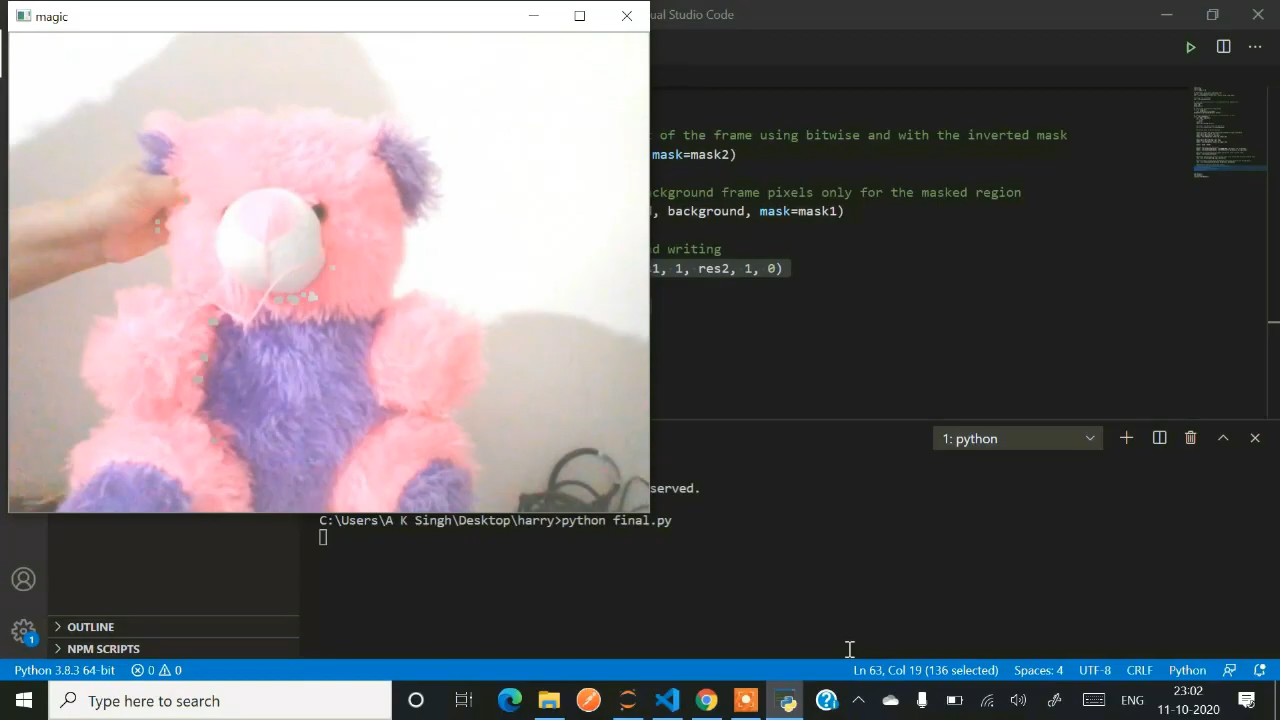 magic
ual Studio Code
of the frame using bitwise and with the inverted mask
mask=mask2)
ckground frame pixels only for the masked region
, background, mask=mask1)
d writing
1, 1, res2, 1, 0)
1: python
served.
C:\Users\A K Singh\Desktop\harry>python final.py
OUTLINE
1
NPM SCRIPTS
Python 3.8.3 64-bit
0
0
Ln 63, Col 19 (136 selected)
Spaces: 4
UTF-8
CRLF
Python
Type here to search
ENG
23:02
11-10-2020